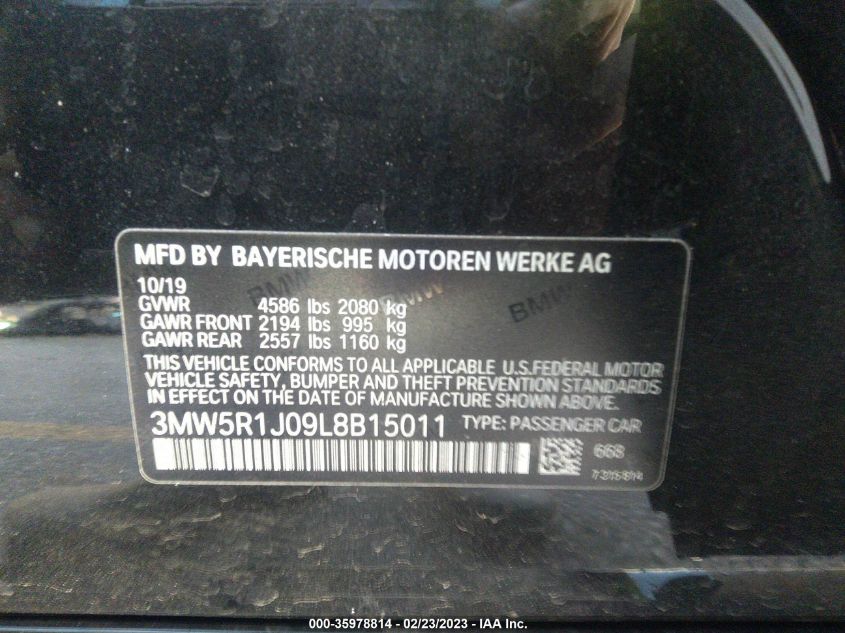 MFD BY BAYERISCHE MOTOREN WERKE AG
10/19
GVWR 4586 lbs 2080 kg
GAWR FRONT 2194 lbs 995 kg
GAWR REAR 2557 lbs 1160 kg
THIS VEHICLE CONFORMS TO ALL APPLICABLE U.S.FEDERAL MOTOR
VEHICLE SAFETY, BUMPER AND THEFT PREVENTION STANDARDS
IN EFFECT ON THE DATE OF MANUFACTURE SHOWN ABOVE.
3MW5R1J09L8B15011 TYPE: PASSENGER CAR
668
000-35978814 - 02/23/2023 - IAA Inc.